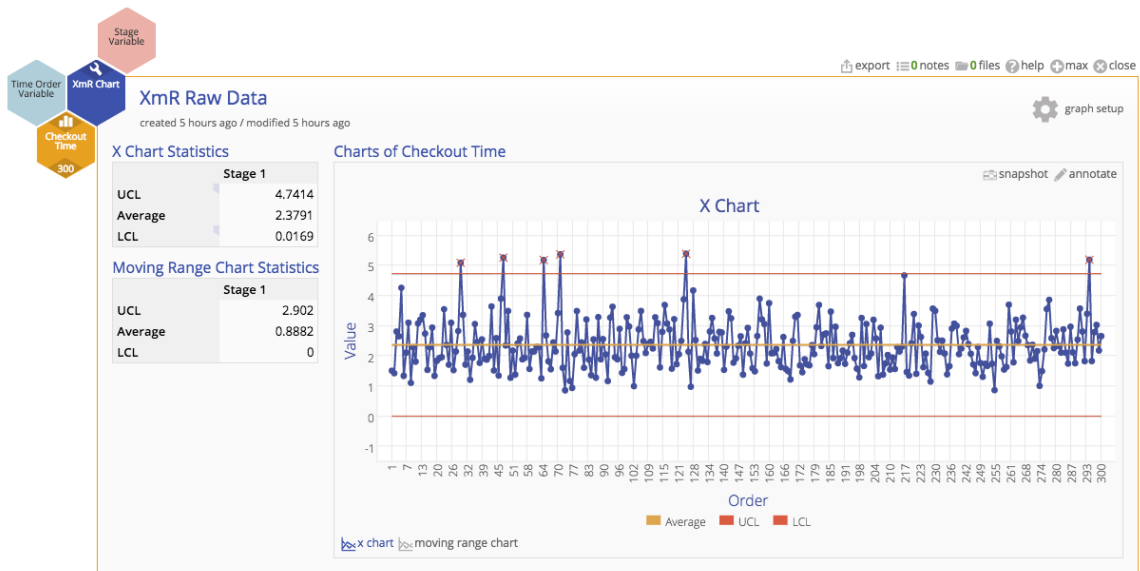 Stage
Variable
Time Order
Variable
XmR Chart
Checkout
Time
300
export 0 notes 0 files help max close
XmR Raw Data
created 5 hours ago / modified 5 hours ago
graph setup
X Chart Statistics
Stage 1
UCL 4.7414
Average 2.3791
LCL 0.0169
Moving Range Chart Statistics
Stage 1
UCL 2.902
Average 0.8882
LCL 0
Charts of Checkout Time
snapshot annotate
X Chart
Value
6
5
4
3
2
1
0
-1
1 7 13 20 26 32 39 45 51 58 64 70 77 83 90 96 102 109 115 121 128 134 140 147 153 160 166 172 179 185 191 198 204 210 217 223 230 236 242 249 255 261 268 274 280 287 293 300
Order
Average UCL LCL
x chart moving range chart